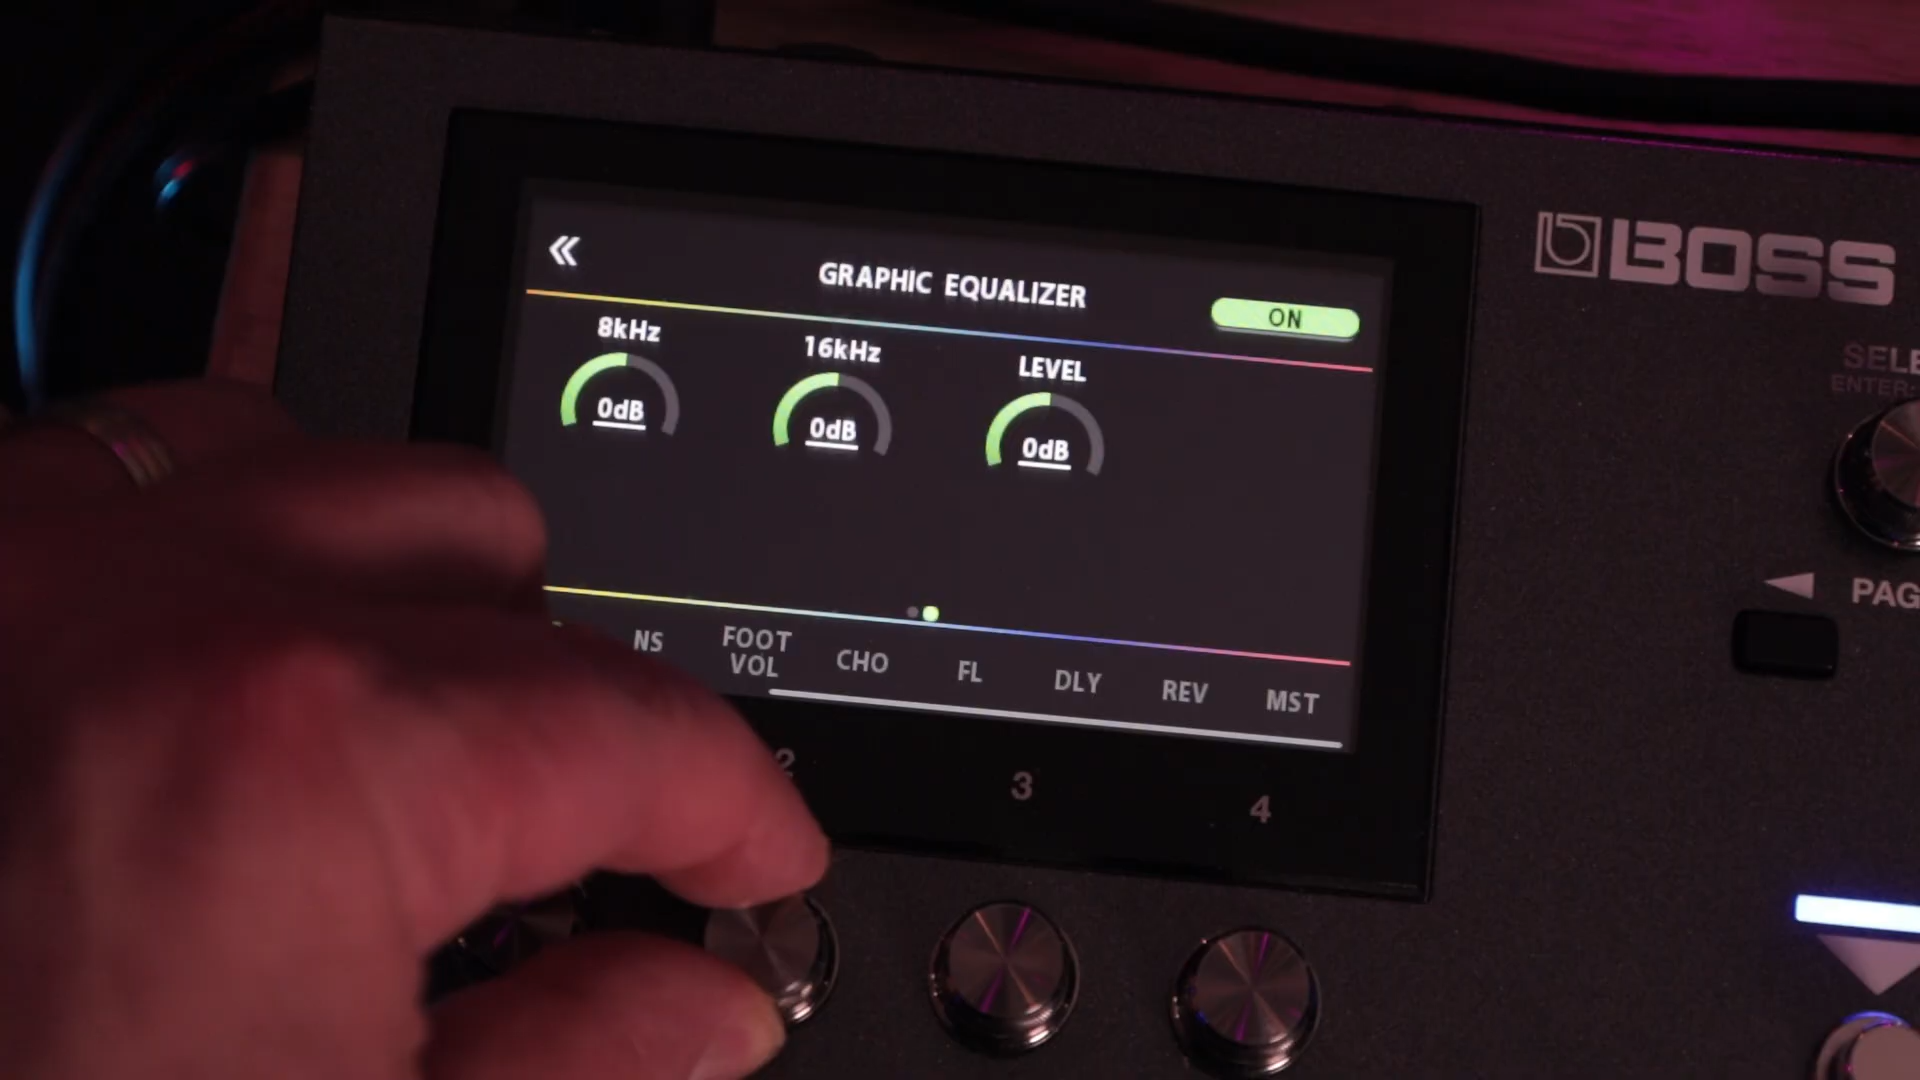 GRAPHIC EQUALIZER
ON
8kHz
16kHz
LEVEL
0dB
0dB
0dB
NS
FOOT
VOL
CHO
FL
DLY
REV
MST
2
3
4
BOSS